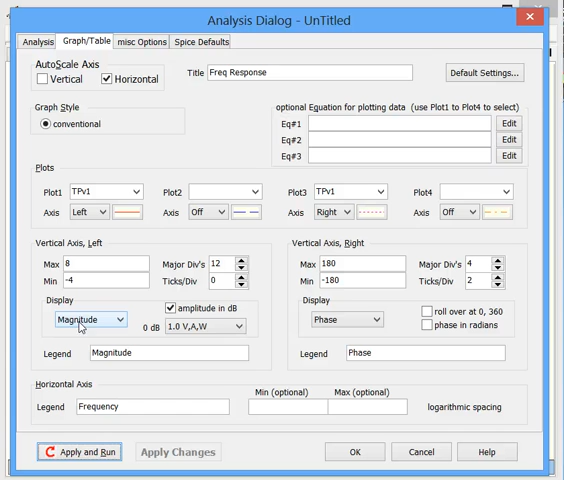 Analysis Dialog - UnTitled
Analysis Graph/Table misc Options Spice Defaults
AutoScale Axis
Vertical Horizontal
Title Freq Response
Default Settings...
Graph Style
conventional
optional Equation for plotting data (use Plot1 to Plot4 to select)
Eq#1 Edit
Eq#2 Edit
Eq#3 Edit
Plots
Plot1 TPv1 Plot2 Plot3 TPv1 Plot4
Axis Left Axis Off Axis Right Axis Off
Vertical Axis, Left
Max 8 Major Div's 12
Min -4 Ticks/Div 0
Display
Magnitude
amplitude in dB
0 dB 1.0 V,A,W
Legend Magnitude
Vertical Axis, Right
Max 180 Major Div's 4
Min -180 Ticks/Div 2
Display
Phase
roll over at 0, 360
phase in radians
Legend Phase
Horizontal Axis
Min (optional) Max (optional)
Legend Frequency logarithmic spacing
Apply and Run Apply Changes OK Cancel Help